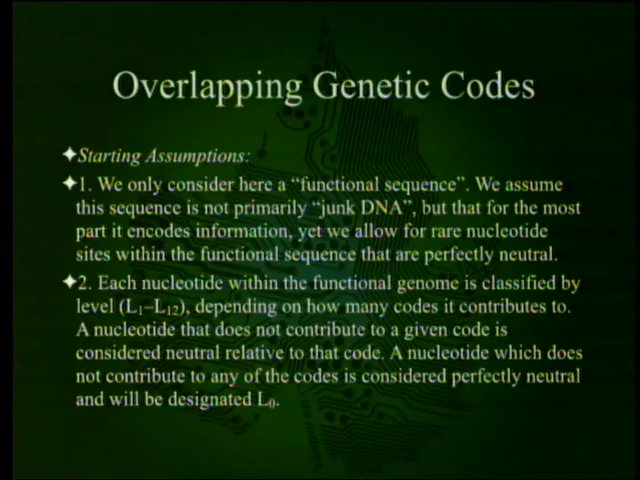 Overlapping Genetic Codes
✦Starting Assumptions:
✦1. We only consider here a “functional sequence”. We assume
this sequence is not primarily “junk DNA”, but that for the most
part it encodes information, yet we allow for rare nucleotide
sites within the functional sequence that are perfectly neutral.
✦2. Each nucleotide within the functional genome is classified by
level (L₁–L₁₂), depending on how many codes it contributes to.
A nucleotide that does not contribute to a given code is
considered neutral relative to that code. A nucleotide which does
not contribute to any of the codes is considered perfectly neutral
and will be designated L₀.